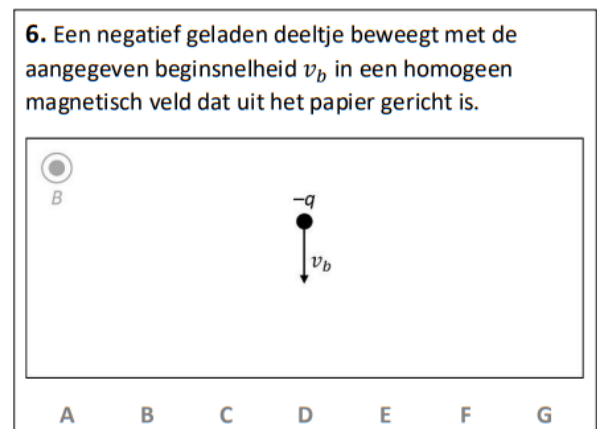 6. Een negatief geladen deeltje beweegt met de
aangegeven beginsnelheid v_b in een homogeen
magnetisch veld dat uit het papier gericht is.
B
−q
v_b
A B C D E F G